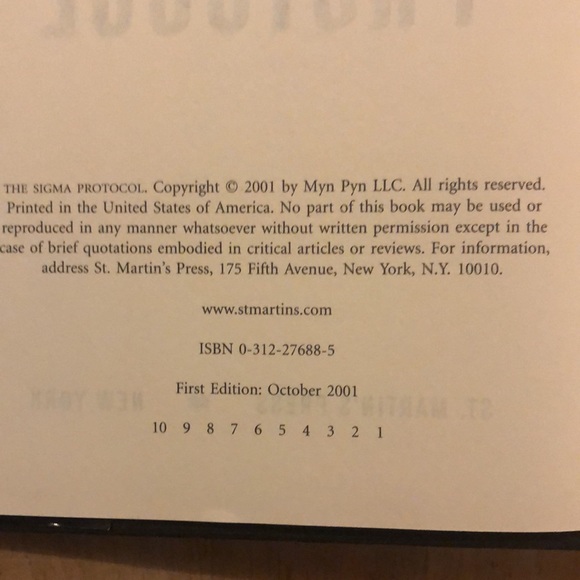 THE SIGMA PROTOCOL. Copyright © 2001 by Myn Pyn LLC. All rights reserved.
Printed in the United States of America. No part of this book may be used or
reproduced in any manner whatsoever without written permission except in the
case of brief quotations embodied in critical articles or reviews. For information,
address St. Martin's Press, 175 Fifth Avenue, New York, N.Y. 10010.
www.stmartins.com
ISBN 0-312-27688-5
First Edition: October 2001
10 9 8 7 6 5 4 3 2 1